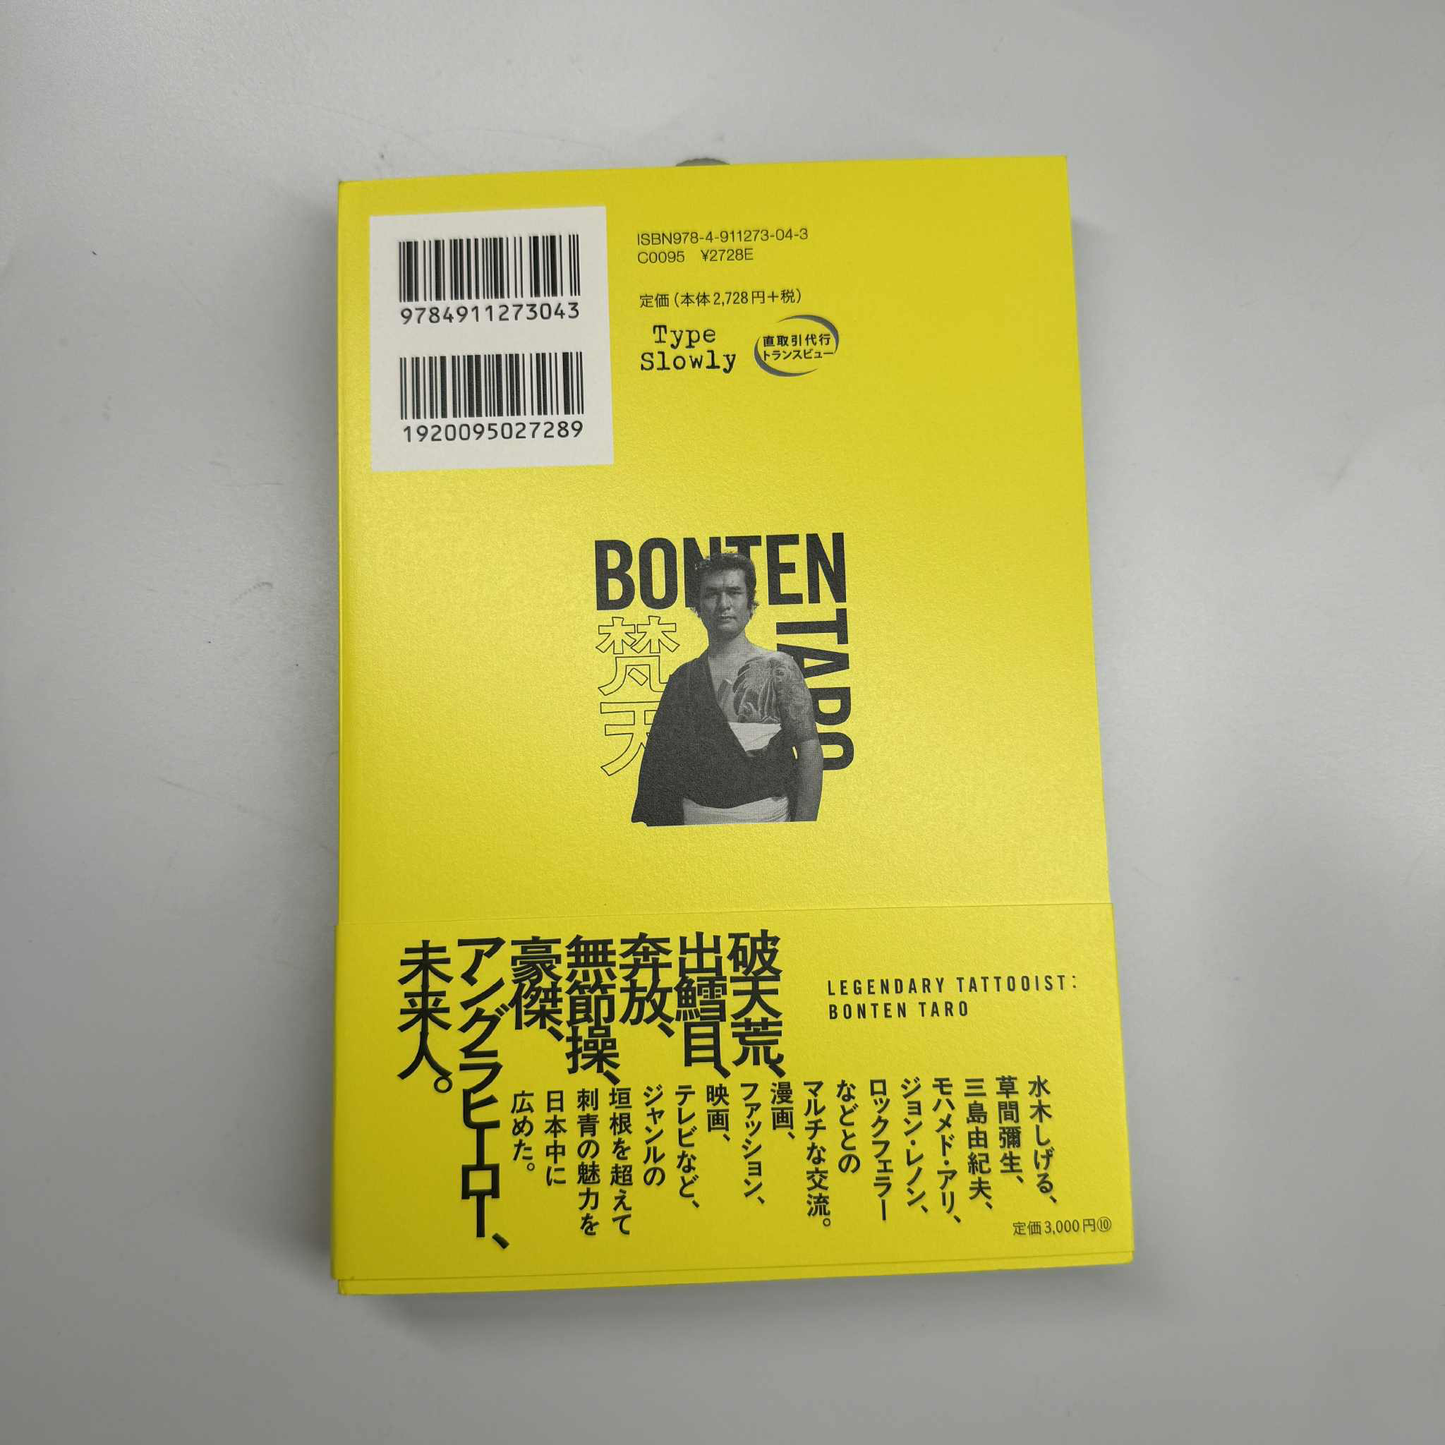 9784911273043
1920095027289
ISBN978-4-911273-04-3
C0095 ¥2728E
定価（本体2,728円＋税）
Type
Slowly
直取引代行
トランスビュー
BONTEN
TARO
梵
天
破天荒、
出鱈目、
奔放、
無節操、
豪傑、
アングラヒーロー、
未来人。
LEGENDARY TATTOOIST:
BONTEN TARO
水木しげる、
草間彌生、
三島由紀夫、
モハメド・アリ、
ジョン・レノン、
ロックフェラー
などとの
マルチな交流。
漫画、
ファッション、
映画、
テレビなど、
ジャンルの
垣根を超えて
刺青の魅力を
日本中に
広めた。
定価3,000円⑩